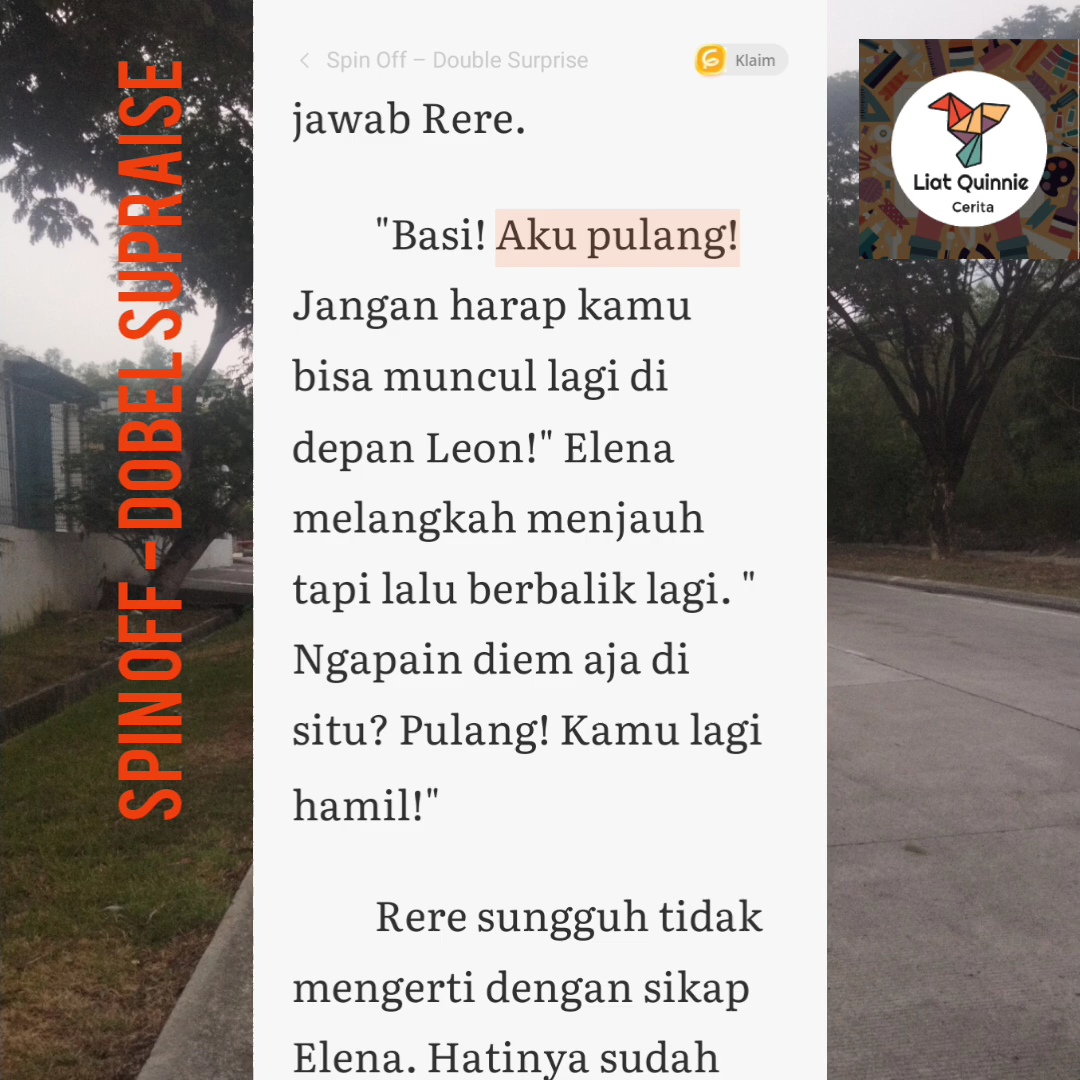 SPIN OFF – DOBEL SUPRAISE
Spin Off – Double Surprise
Klaim
jawab Rere.
"Basi! Aku pulang!
Jangan harap kamu
bisa muncul lagi di
depan Leon!" Elena
melangkah menjauh
tapi lalu berbalik lagi. "
Ngapain diem aja di
situ? Pulang! Kamu lagi
hamil!"
Rere sungguh tidak
mengerti dengan sikap
Elena. Hatinya sudah
Liat Quinnie
Cerita